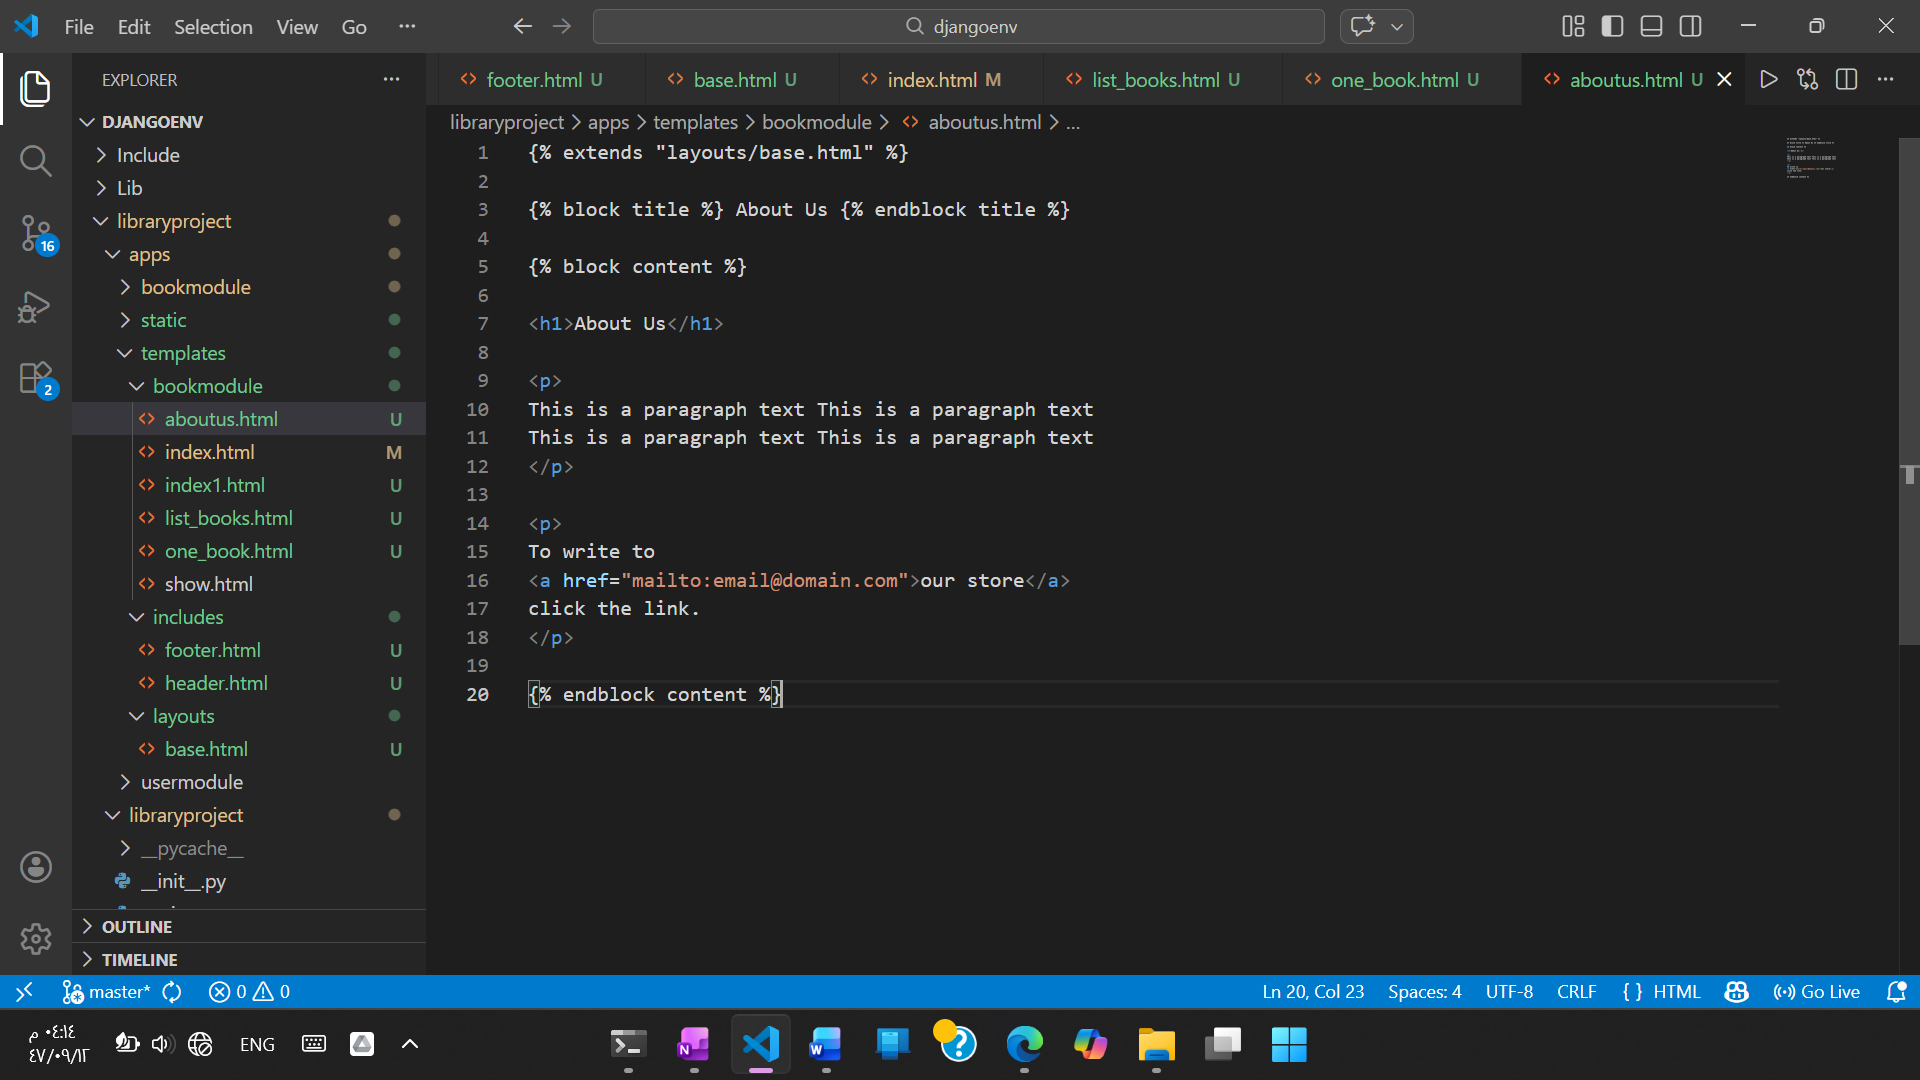 File Edit Selection View Go
djangoenv
EXPLORER
footer.html U
base.html U
index.html M
list_books.html U
one_book.html U
aboutus.html U
DJANGOENV
libraryproject > apps > templates > bookmodule > aboutus.html > ...
Include
Lib
libraryproject
apps
bookmodule
static
templates
bookmodule
aboutus.html U
index.html M
index1.html U
list_books.html U
one_book.html U
show.html
includes
footer.html U
header.html U
layouts
base.html U
usermodule
libraryproject
__pycache__
__init__.py
OUTLINE
TIMELINE
16
2
1 {% extends "layouts/base.html" %}
2
3 {% block title %} About Us {% endblock title %}
4
5 {% block content %}
6
7 <h1>About Us</h1>
8
9 <p>
10 This is a paragraph text This is a paragraph text
11 This is a paragraph text This is a paragraph text
12 </p>
13
14 <p>
15 To write to
16 <a href="mailto:email@domain.com">our store</a>
17 click the link.
18 </p>
19
20 {% endblock content %}
master* 0 0
Ln 20, Col 23 Spaces: 4 UTF-8 CRLF { } HTML Go Live
٠٤:١٤ م
٤٧/٠٩/١٢
ENG